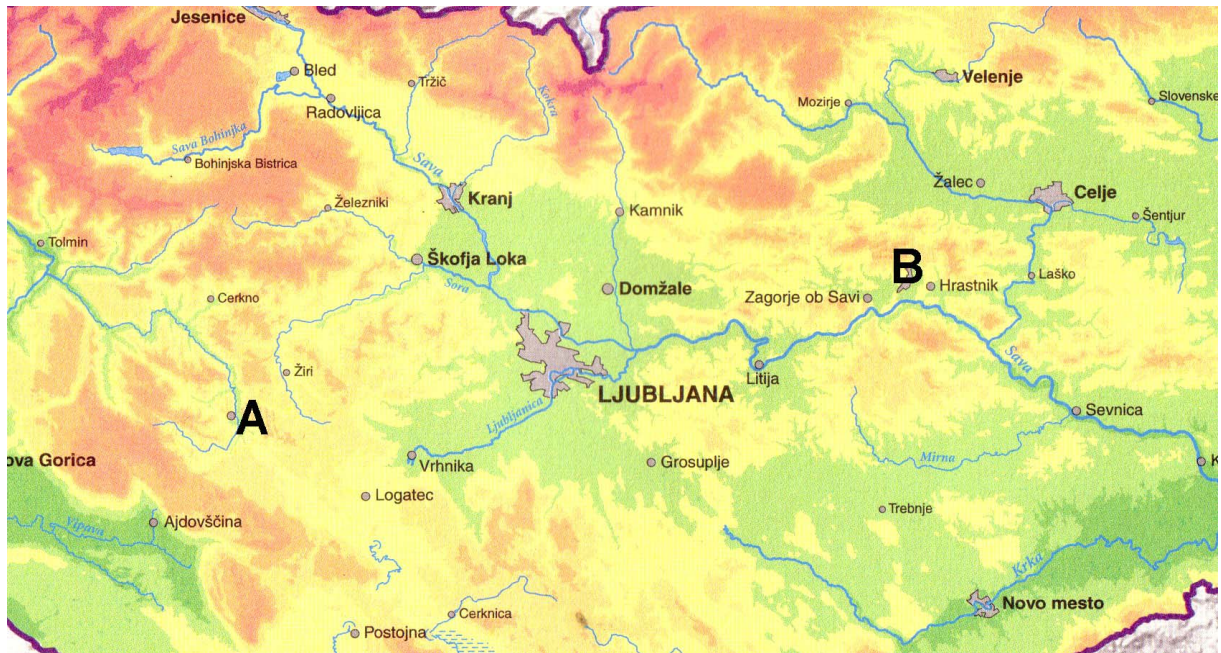 Jesenice
Bled
Tržič
Radovljica
Kokra
Velenje
Mozirje
Slovenske
Sava Bohinjka
Bohinjska Bistrica
Sava
Kranj
Žalec
Celje
Železniki
Kamnik
Šentjur
Tolmin
Škofja Loka
B
Laško
Sora
Domžale
Hrastnik
Zagorje ob Savi
Cerkno
Žiri
Sava
Litija
LJUBLJANA
A
Ljubljanica
Sevnica
ova Gorica
Vrhnika
Grosuplje
Mirna
K
Logatec
Trebnje
Vipava
Ajdovščina
Krka
Cerknica
Novo mesto
Postojna